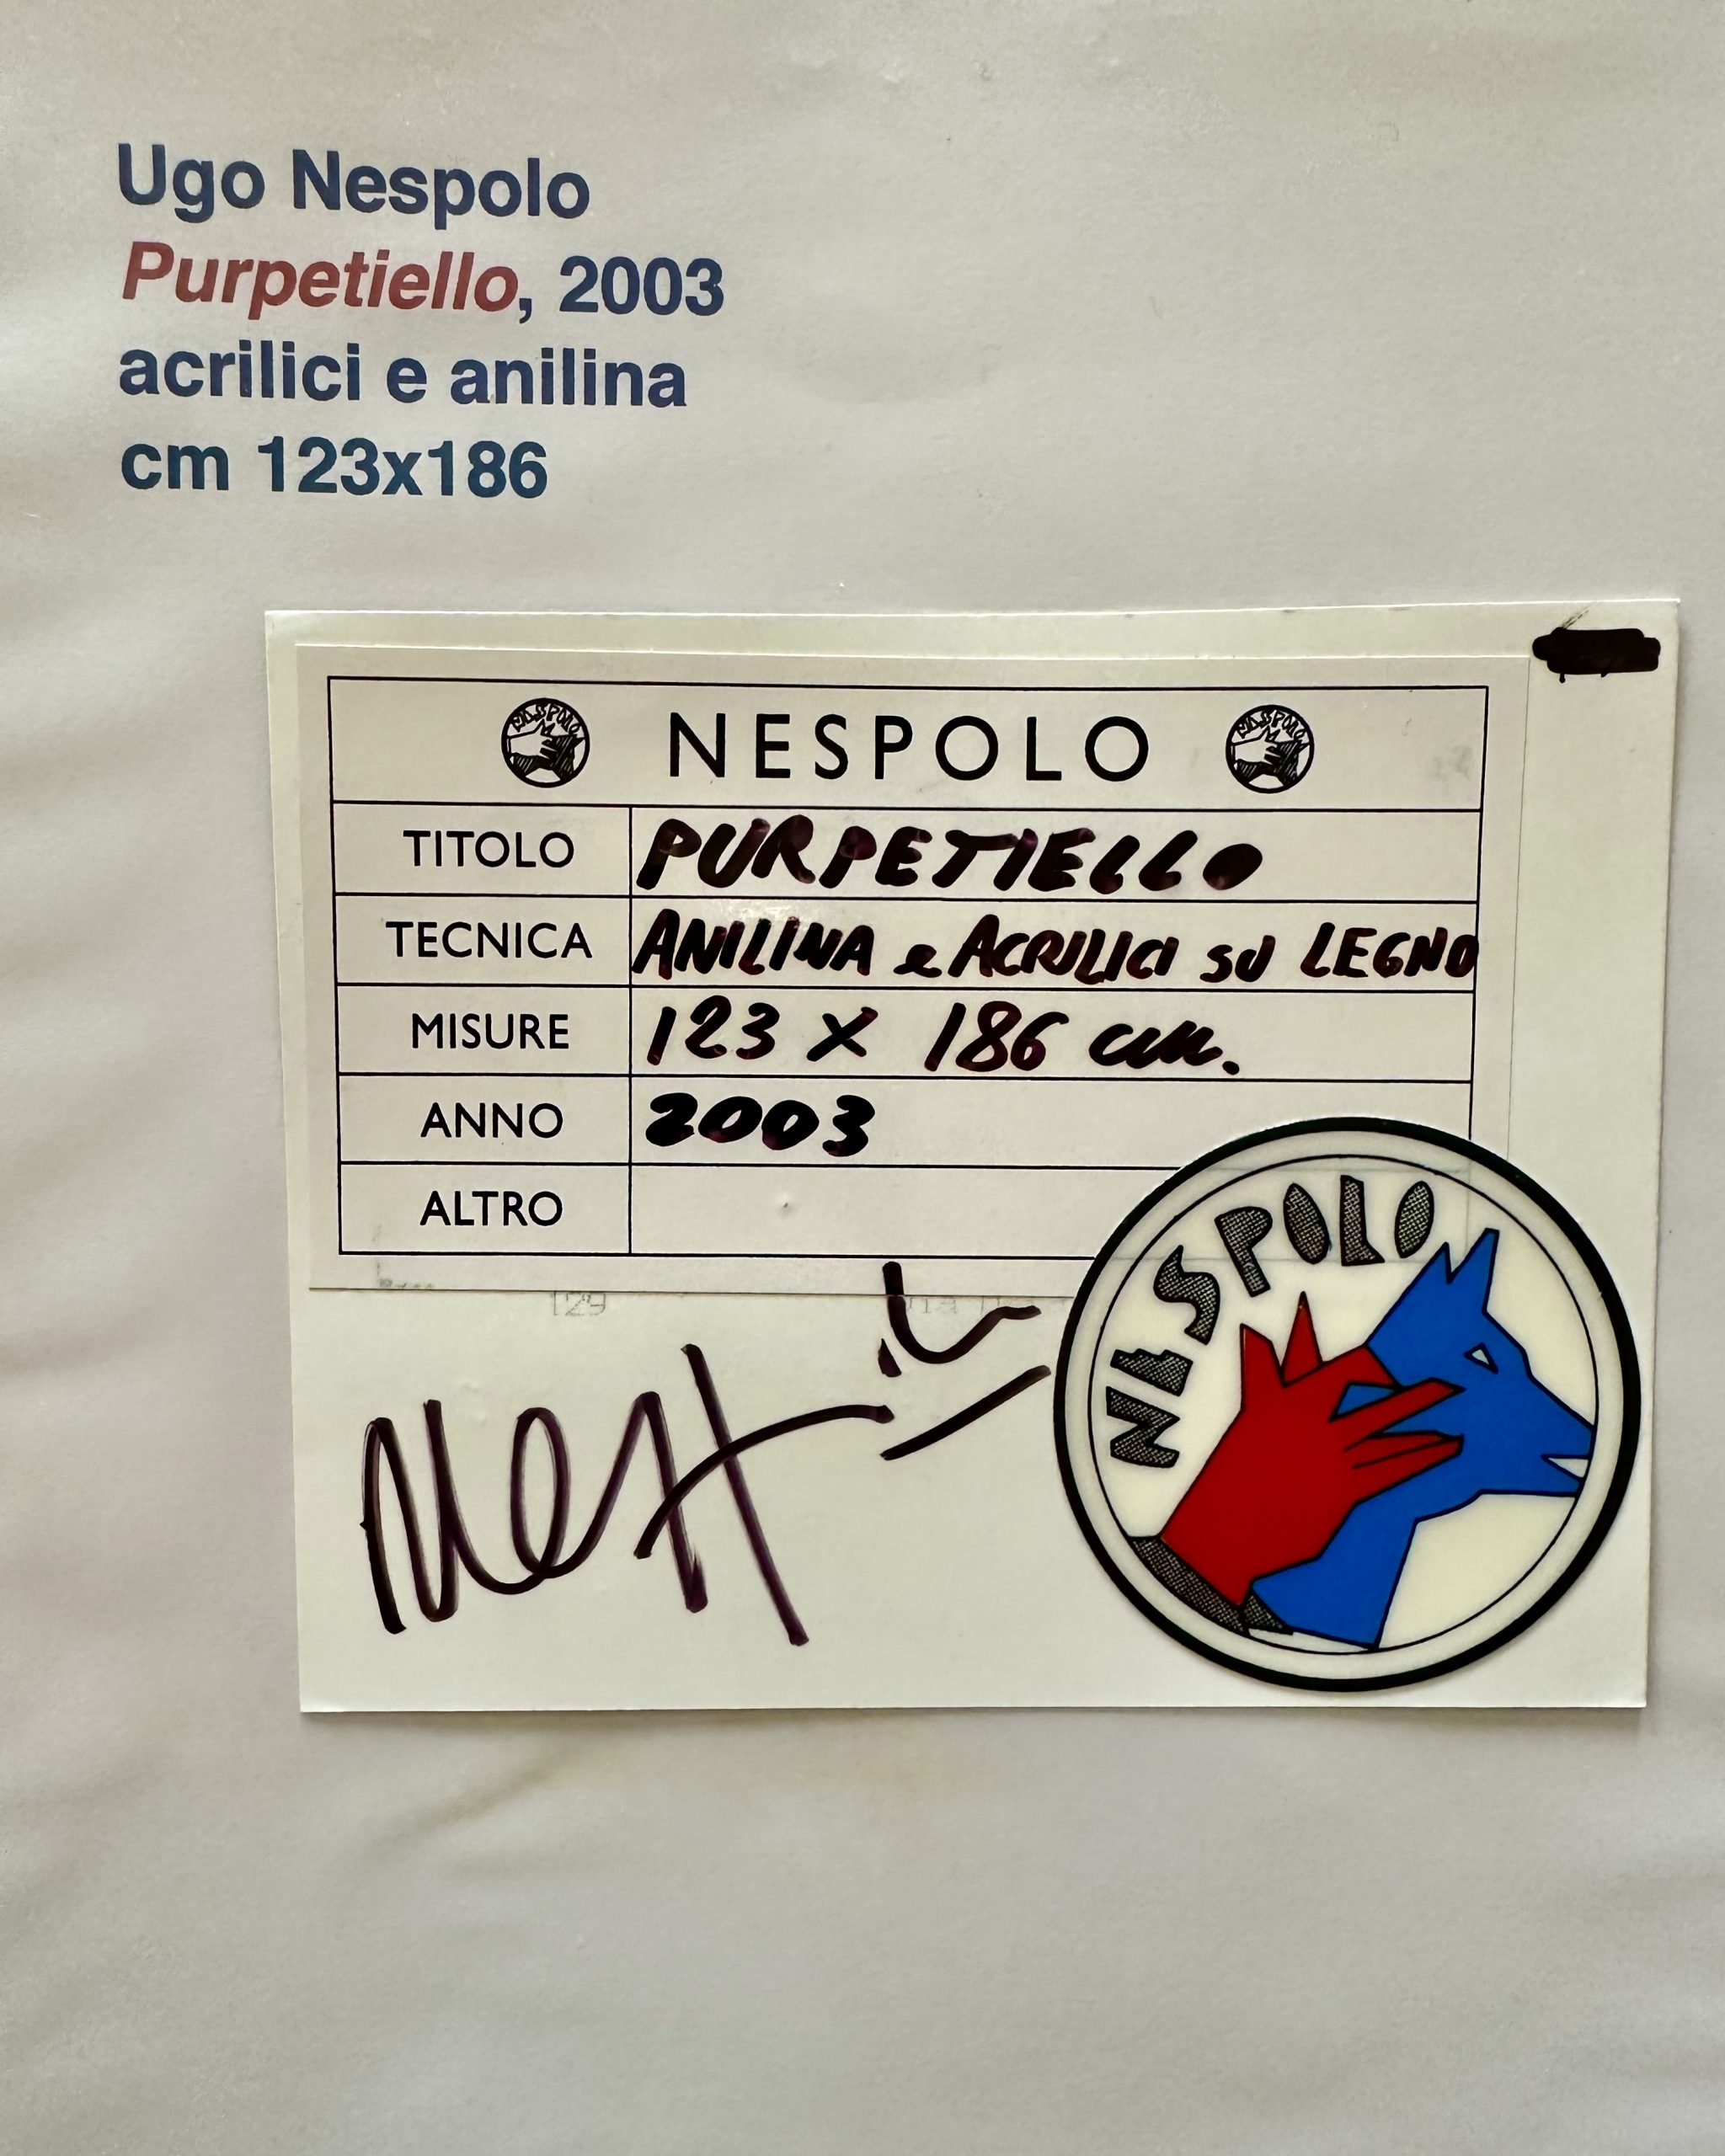 Ugo Nespolo
Purpetiello, 2003
acrilici e anilina
cm 123x186
NESPOLO
TITOLO PURPETIELLO
TECNICA ANILINA e ACRILICI SU LEGNO
MISURE 123 X 186 cm.
ANNO 2003
ALTRO
129
NESPOLO